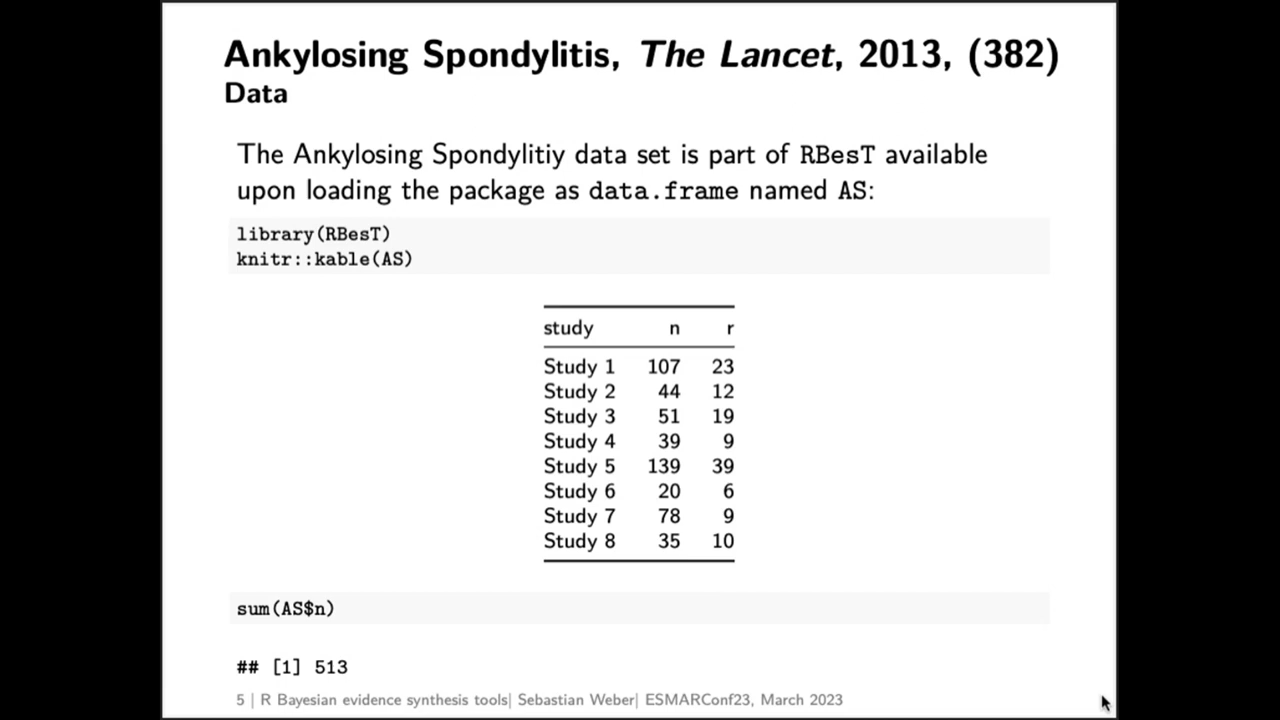 Ankylosing Spondylitis, The Lancet, 2013, (382)
Data
The Ankylosing Spondylitiy data set is part of RBesT available
upon loading the package as data.frame named AS:
library(RBesT)
knitr::kable(AS)
study n r
Study 1 107 23
Study 2 44 12
Study 3 51 19
Study 4 39 9
Study 5 139 39
Study 6 20 6
Study 7 78 9
Study 8 35 10
sum(AS$n)
## [1] 513
5 | R Bayesian evidence synthesis tools| Sebastian Weber| ESMARConf23, March 2023